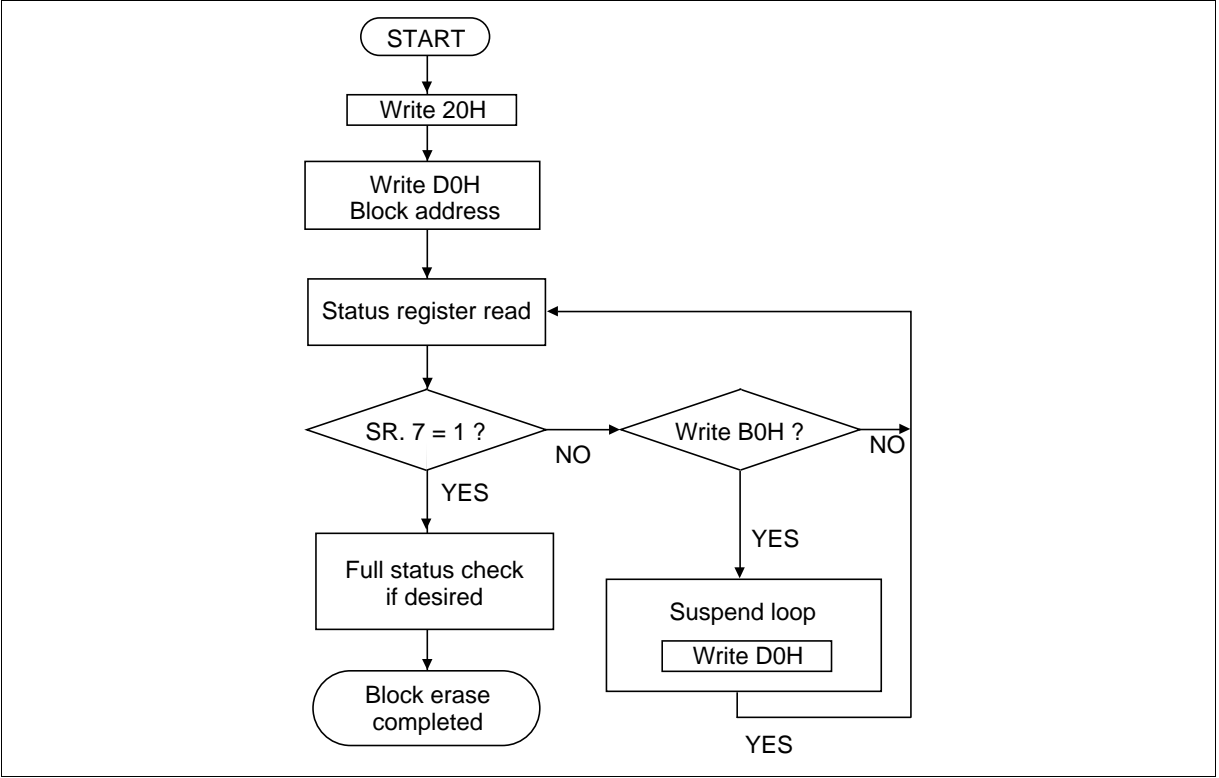 START
Write 20H
Write D0H
Block address
Status register read
SR. 7 = 1 ?
NO
Write B0H ?
NO
YES
YES
Full status check
if desired
Suspend loop
Write D0H
Block erase
completed
YES